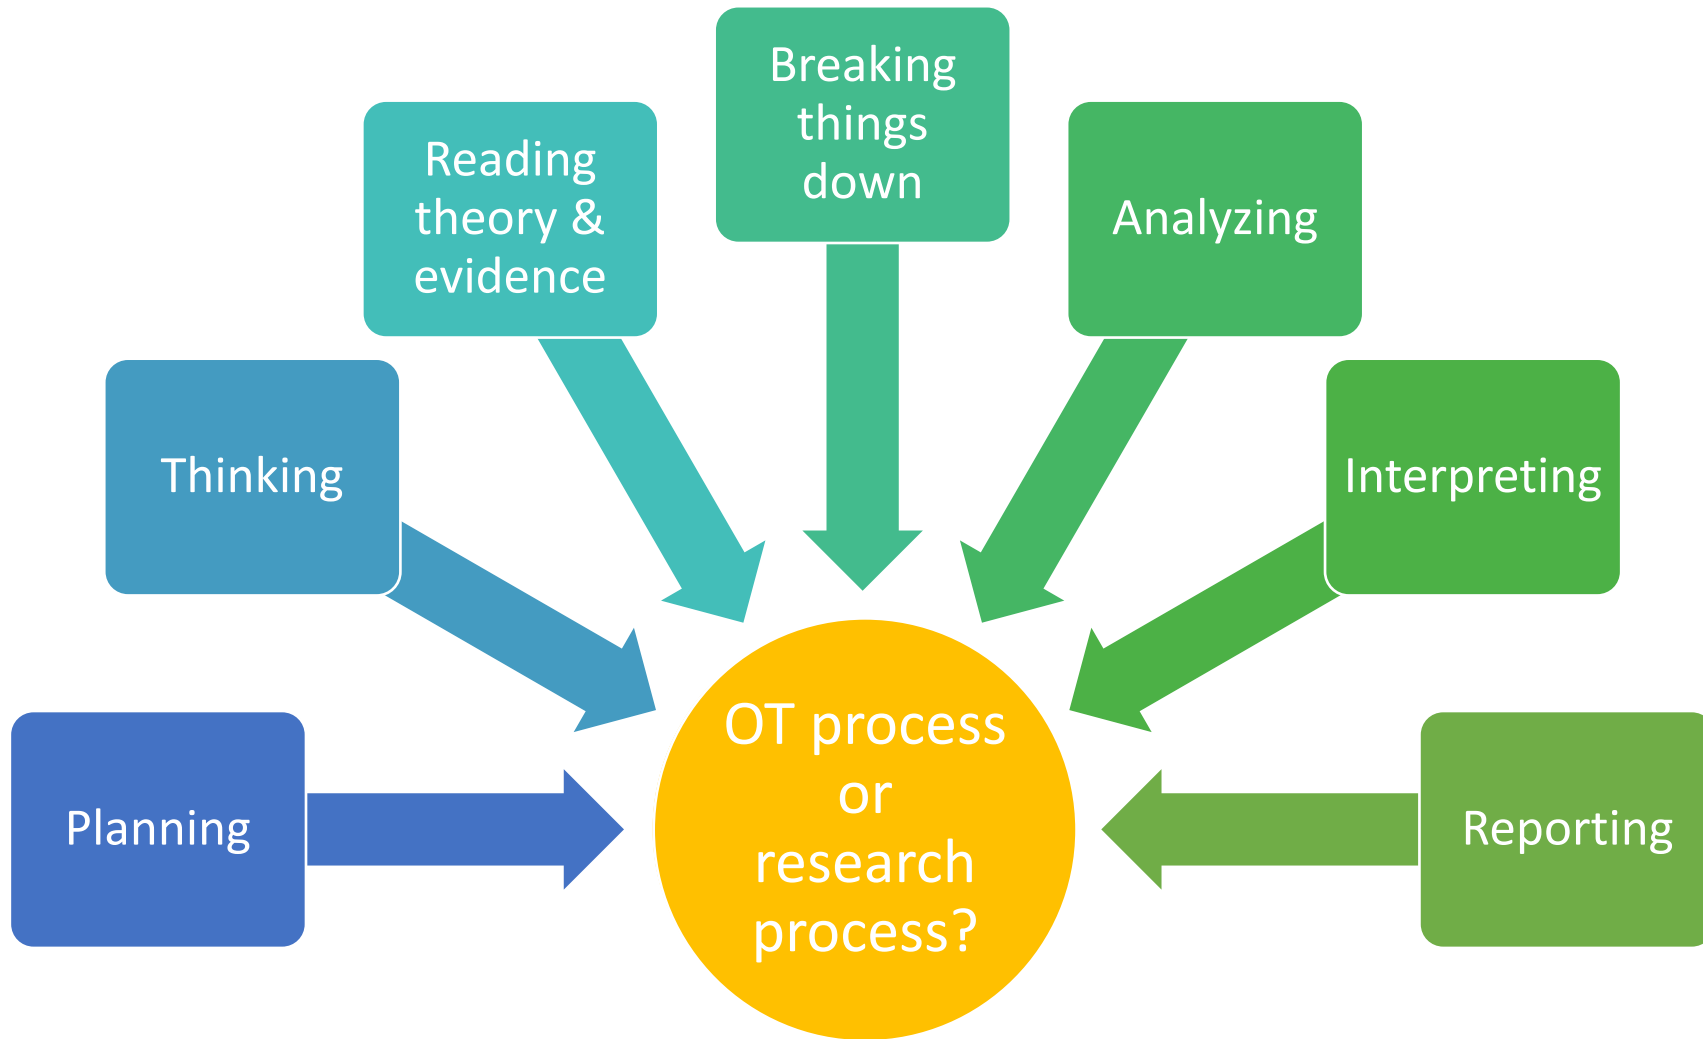 Planning
Thinking
Reading
theory &
evidence
Breaking
things
down
Analyzing
Interpreting
Reporting
OT process
or
research
process?